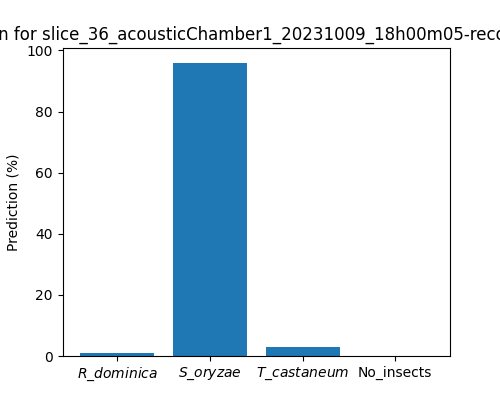 n for slice_36_acousticChamber1_20231009_18h00m05-reco
100
80
60
40
20
0
Prediction (%)
R_dominica S_oryzae T_castaneum No_insects